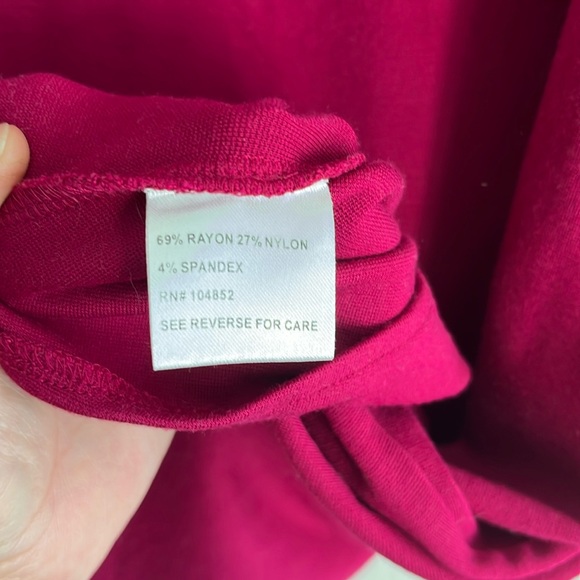 69% RAYON 27% NYLON
4% SPANDEX
RN# 104852
SEE REVERSE FOR CARE